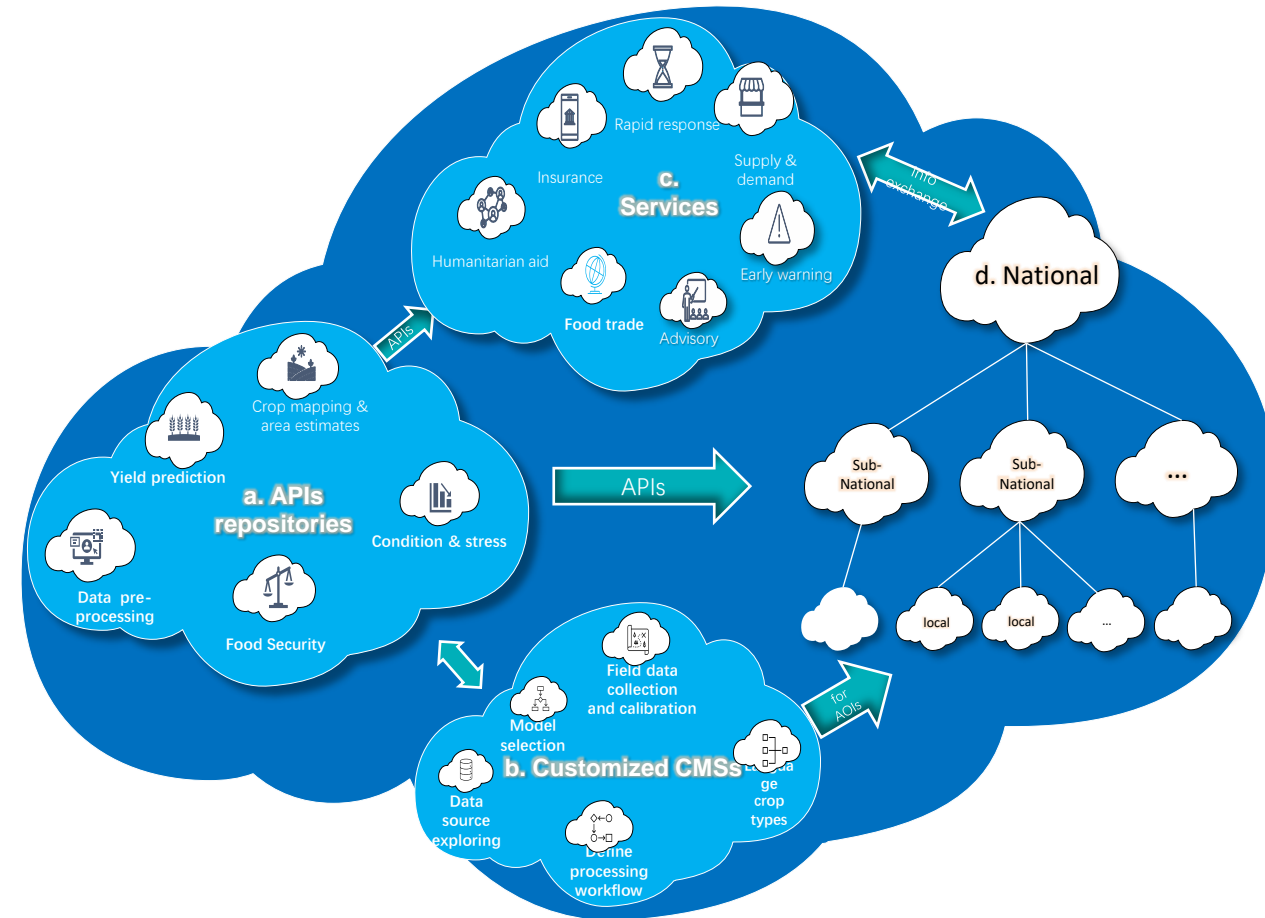 Rapid response
Insurance
Supply &
demand
c.
Services
Humanitarian aid
Early warning
Food trade
Advisory
Info
exchange
d. National
APIs
Crop mapping &
area estimates
Yield prediction
a. APIs
repositories
Condition & stress
Data pre-
processing
Food Security
APIs
Sub-
National
Sub-
National
...
local
local
...
Field data
collection
and calibration
Model
selection
b. Customized CMSs
ge
crop
types
Data
source
exploring
Define
processing
workflow
for
AOIs